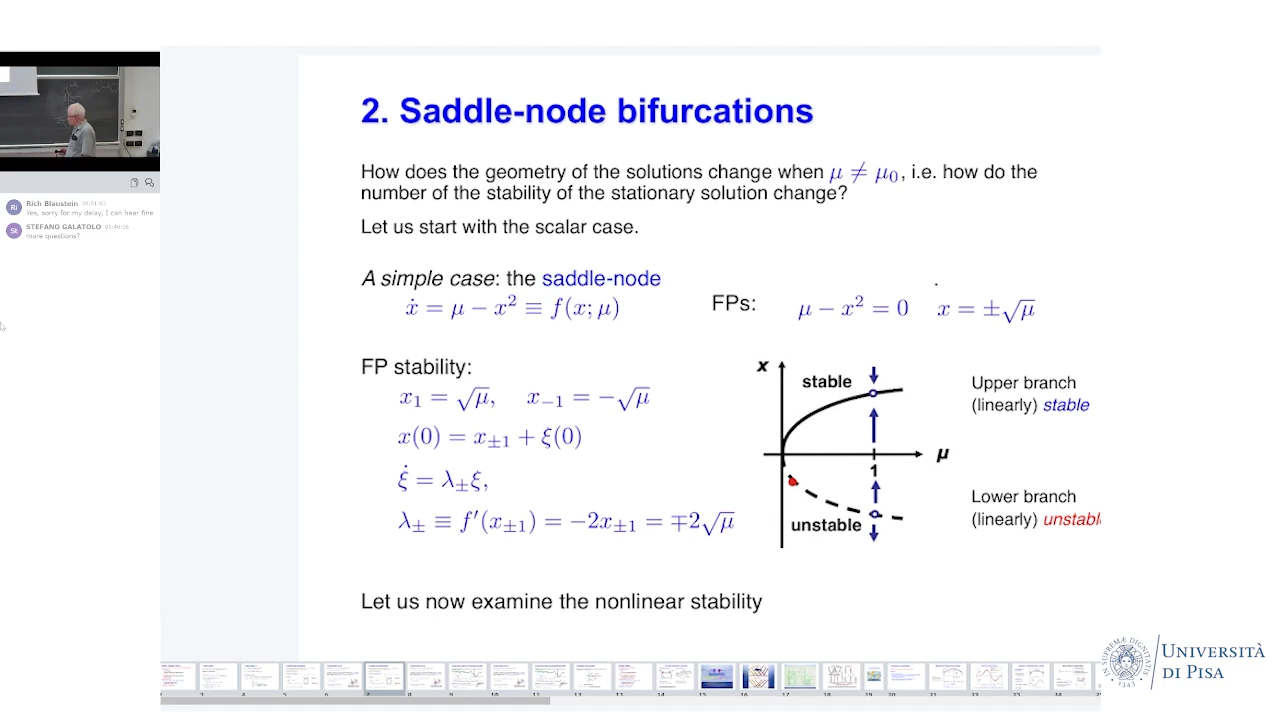 2. Saddle-node bifurcations
How does the geometry of the solutions change when μ ≠ μ₀, i.e. how do the
number of the stability of the stationary solution change?
Let us start with the scalar case.
A simple case: the saddle-node
ẋ = μ − x² ≡ f(x; μ)
FPs: μ − x² = 0 x = ±√μ
FP stability:
x₁ = √μ, x₋₁ = −√μ
x(0) = x±₁ + ξ(0)
ξ̇ = λ±ξ,
λ± ≡ f′(x±₁) = −2x±₁ = ∓2√μ
x
stable
μ
1
unstable
Upper branch
(linearly) stable
Lower branch
(linearly) unstabl
Let us now examine the nonlinear stability
Ri
Rich Blaustein
Yes, sorry for my delay, I can hear fine
St
STEFANO GALATOLO
more questions?
UNIVERSITÀ
DI PISA